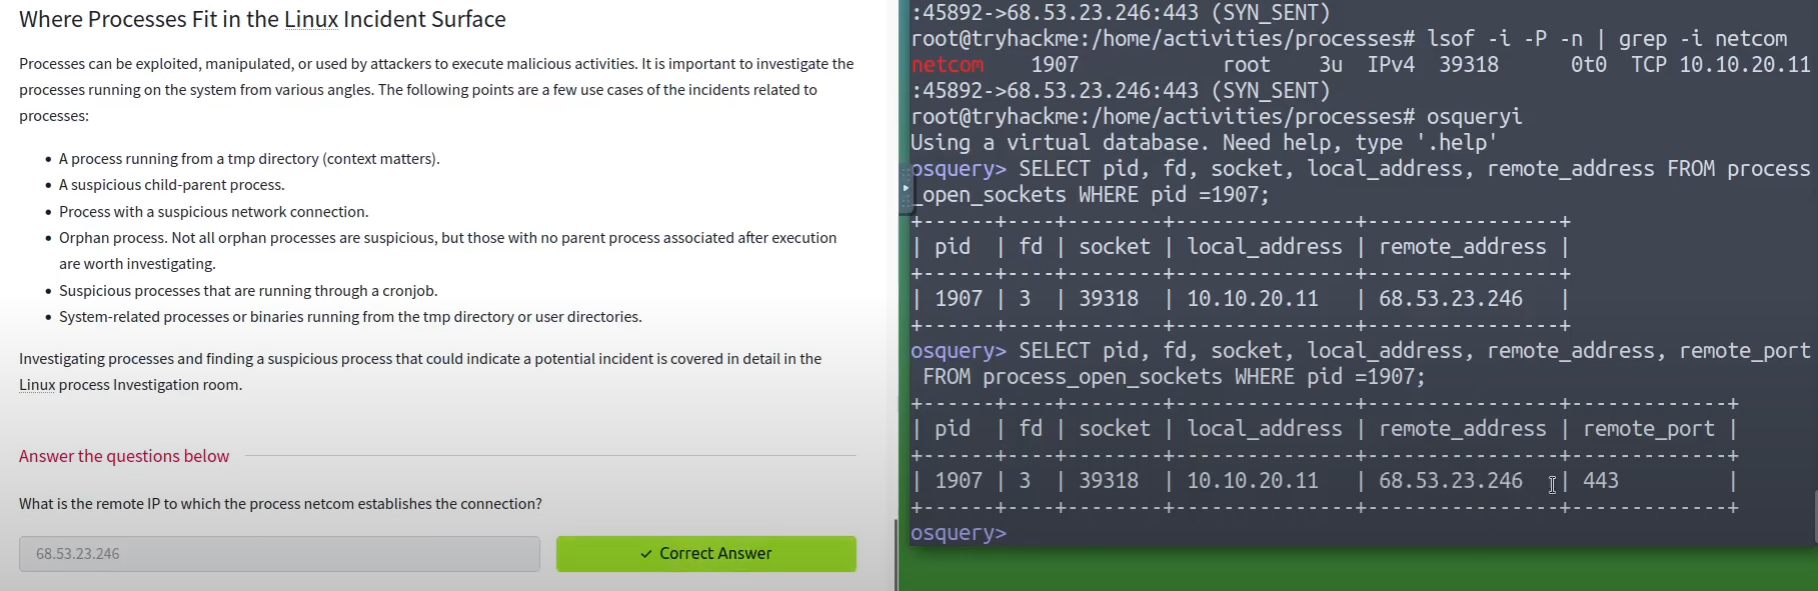 Where Processes Fit in the Linux Incident Surface
Processes can be exploited, manipulated, or used by attackers to execute malicious activities. It is important to investigate the
processes running on the system from various angles. The following points are a few use cases of the incidents related to
processes:
• A process running from a tmp directory (context matters).
• A suspicious child-parent process.
• Process with a suspicious network connection.
• Orphan process. Not all orphan processes are suspicious, but those with no parent process associated after execution
are worth investigating.
• Suspicious processes that are running through a cronjob.
• System-related processes or binaries running from the tmp directory or user directories.
Investigating processes and finding a suspicious process that could indicate a potential incident is covered in detail in the
Linux process Investigation room.
Answer the questions below
What is the remote IP to which the process netcom establishes the connection?
68.53.23.246
✓ Correct Answer
:45892->68.53.23.246:443 (SYN_SENT)
root@tryhackme:/home/activities/processes# lsof -i -P -n | grep -i netcom
netcom    1907            root    3u  IPv4  39318      0t0  TCP 10.10.20.11
:45892->68.53.23.246:443 (SYN_SENT)
root@tryhackme:/home/activities/processes# osqueryi
Using a virtual database. Need help, type '.help'
osquery> SELECT pid, fd, socket, local_address, remote_address FROM process
_open_sockets WHERE pid =1907;
+------+----+--------+---------------+----------------+
| pid  | fd | socket | local_address | remote_address |
+------+----+--------+---------------+----------------+
| 1907 | 3  | 39318  | 10.10.20.11   | 68.53.23.246   |
+------+----+--------+---------------+----------------+
osquery> SELECT pid, fd, socket, local_address, remote_address, remote_port
 FROM process_open_sockets WHERE pid =1907;
+------+----+--------+---------------+----------------+-------------+
| pid  | fd | socket | local_address | remote_address | remote_port |
+------+----+--------+---------------+----------------+-------------+
| 1907 | 3  | 39318  | 10.10.20.11   | 68.53.23.246   | 443         |
+------+----+--------+---------------+----------------+-------------+
osquery>